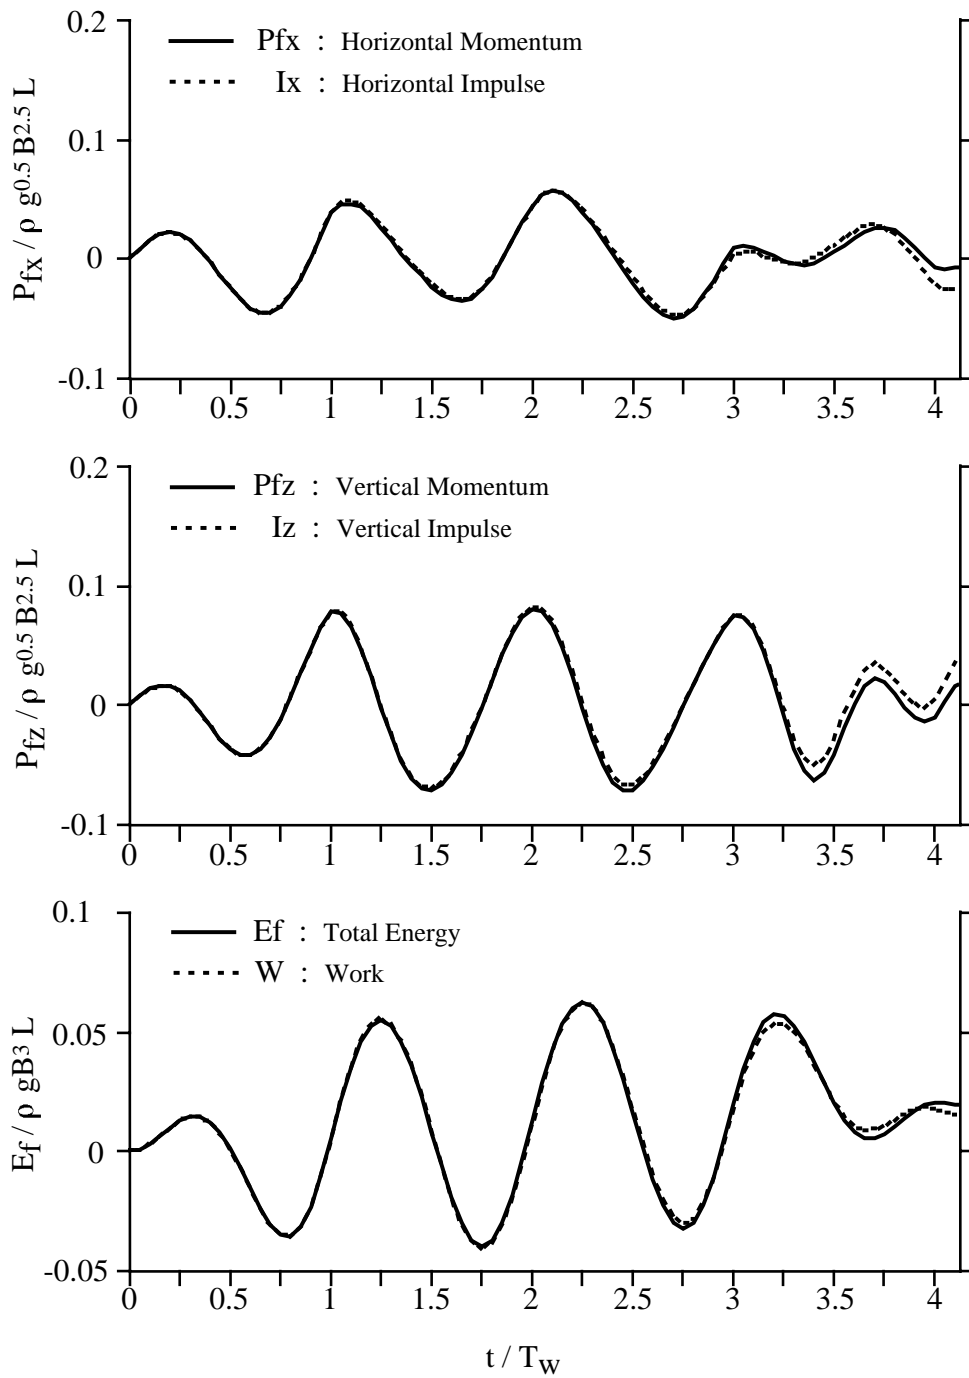 0.2
Pfx : Horizontal Momentum
Ix : Horizontal Impulse
0.1
0
-0.1
P_fx / ρ g^0.5 B^2.5 L
0 0.5 1 1.5 2 2.5 3 3.5 4
0.2
Pfz : Vertical Momentum
Iz : Vertical Impulse
0.1
0
-0.1
P_fz / ρ g^0.5 B^2.5 L
0 0.5 1 1.5 2 2.5 3 3.5 4
0.1
Ef : Total Energy
W : Work
0.05
0
-0.05
E_f / ρ gB^3 L
0 0.5 1 1.5 2 2.5 3 3.5 4
t / T_w